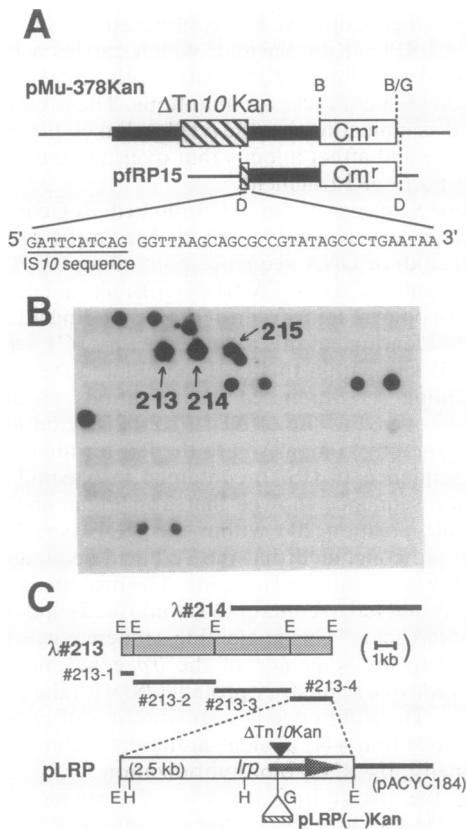 A
pMu-378Kan
ΔTn10 Kan
B
B/G
Cmʳ
pfRP15
Cmʳ
D
D
5' GATTCATCAG GGTTAAGCAGCGCCGTATAGCCCTGAATAA 3'
IS10 sequence
B
215
213 214
C
λ#214
E E E E E
λ#213
( 1kb )
#213-1
#213-2
#213-3
#213-4
ΔTn10Kan
pLRP
(2.5 kb)
lrp
(pACYC184)
E H H G E
pLRP(—)Kan